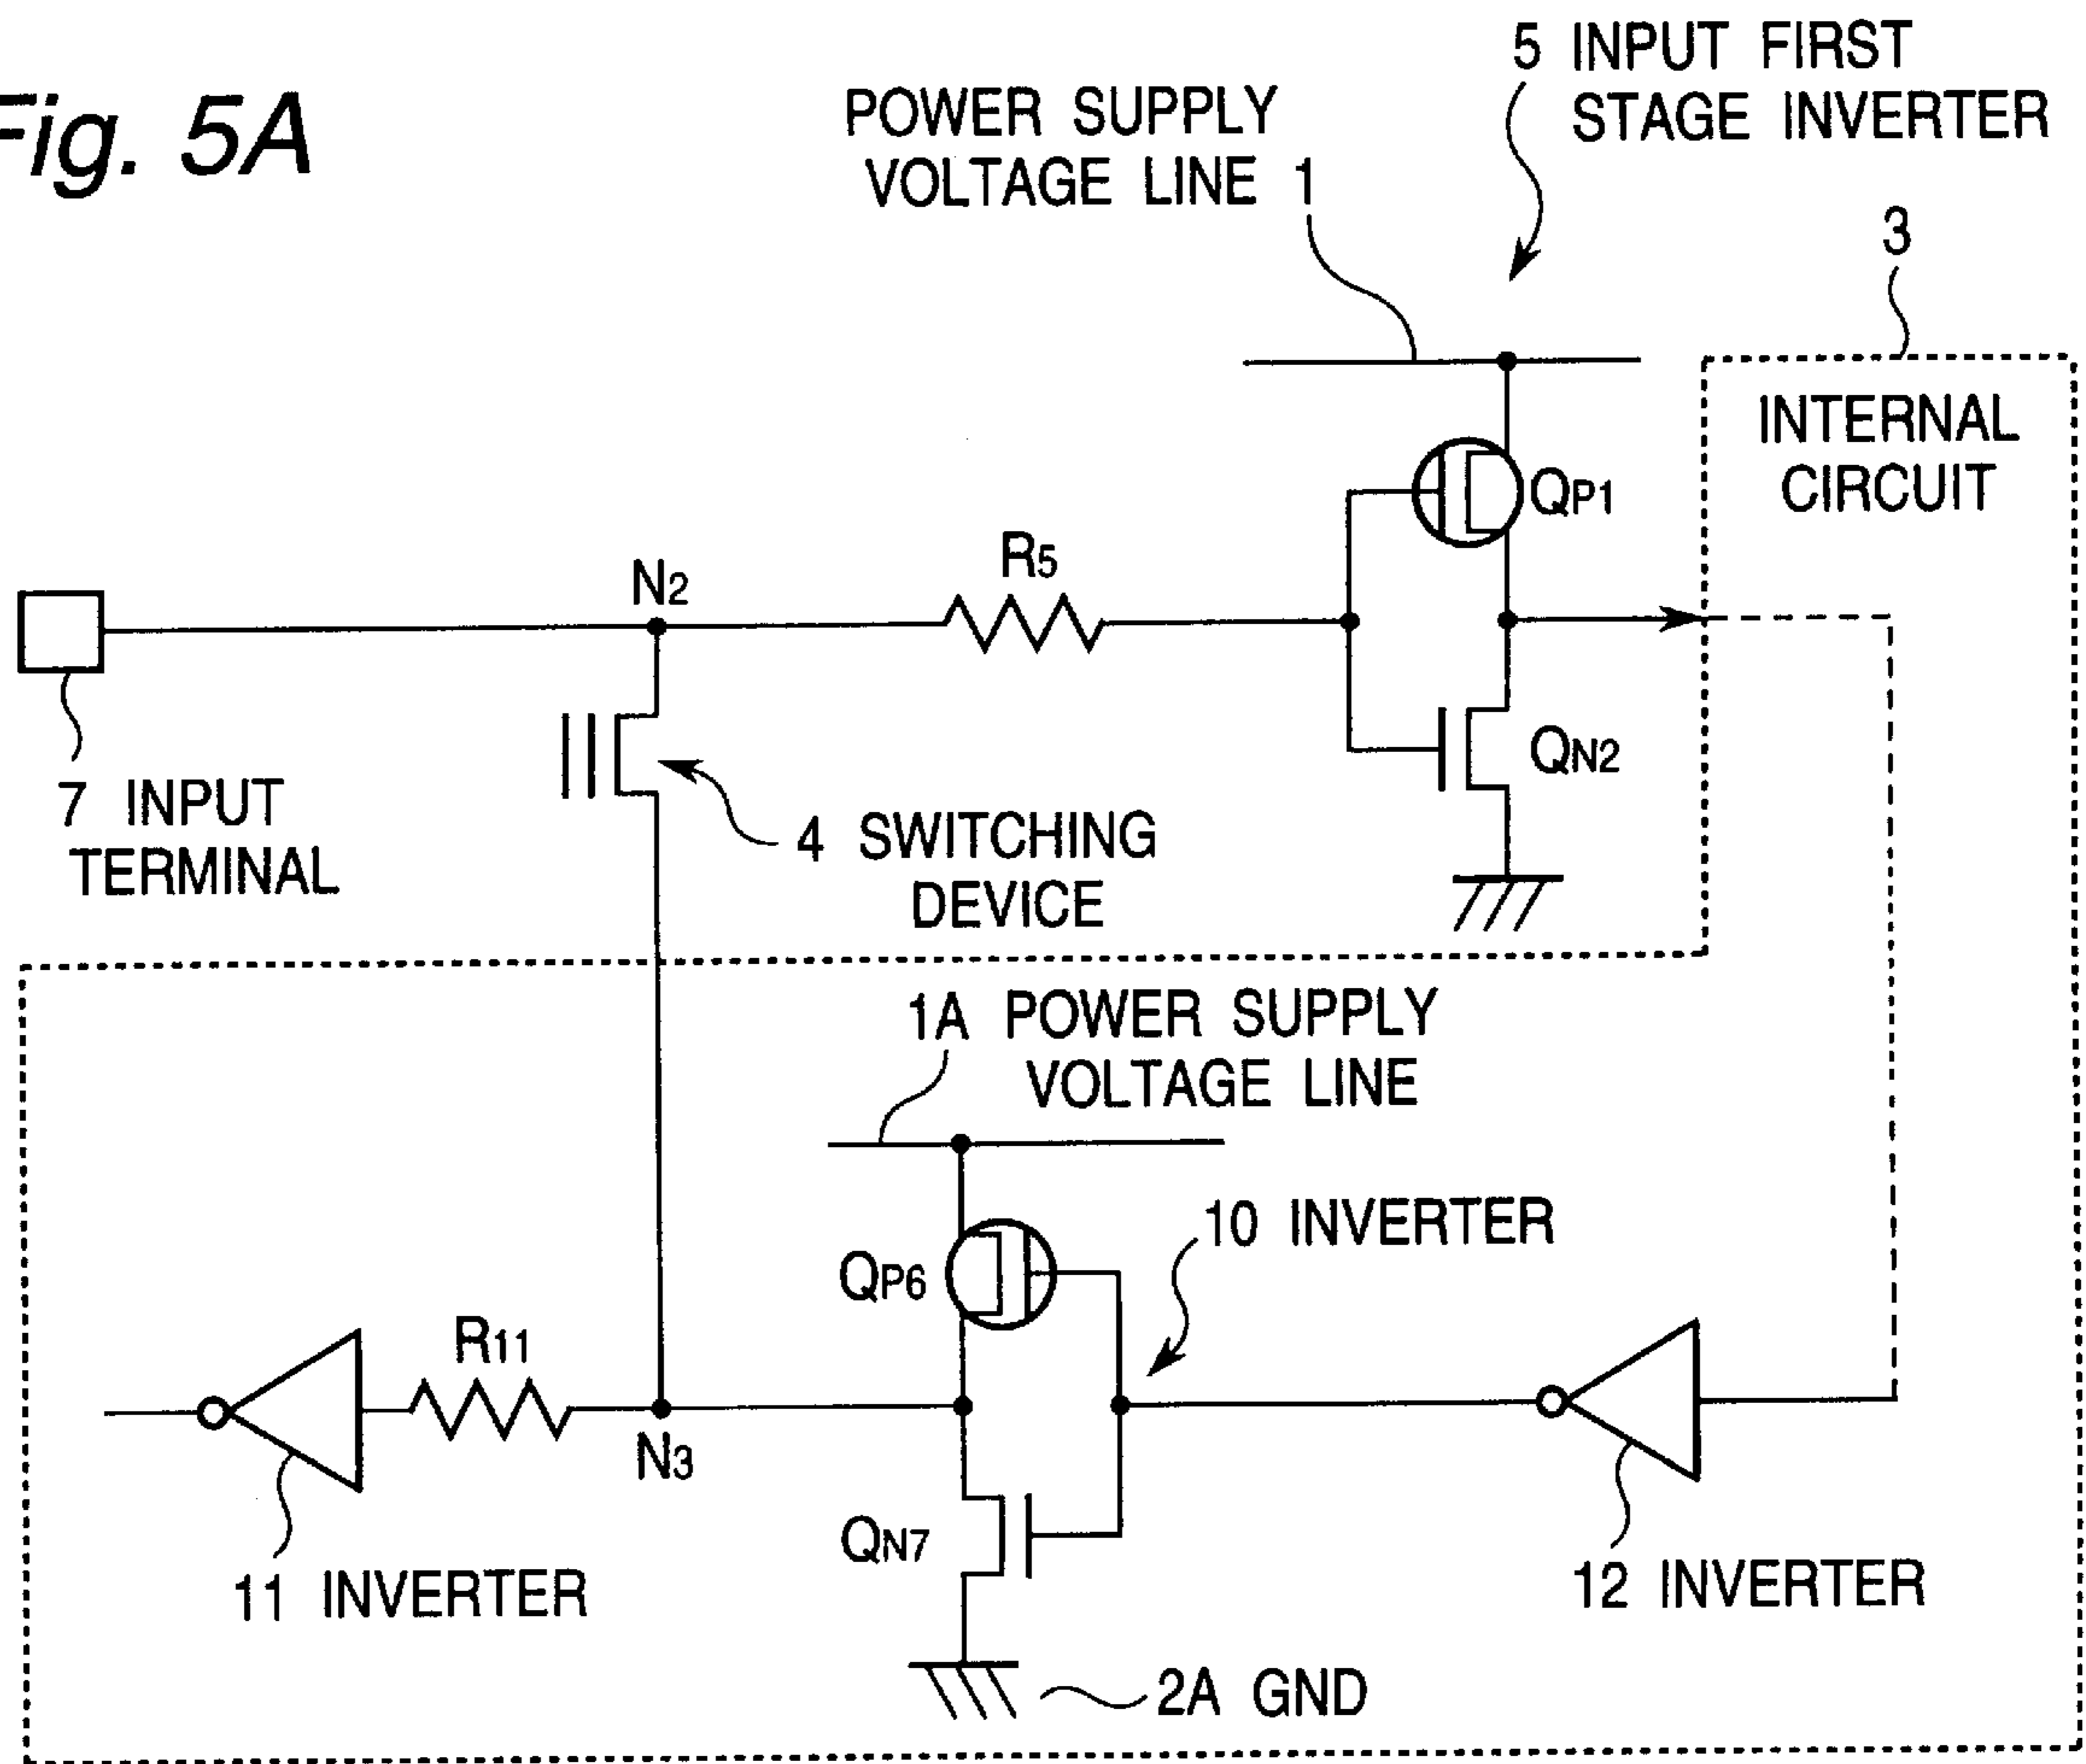 Fig. 5A
5 INPUT FIRST
STAGE INVERTER
POWER SUPPLY
VOLTAGE LINE 1
3
INTERNAL
CIRCUIT
QP1
R5
N2
QN2
7 INPUT
TERMINAL
4 SWITCHING
DEVICE
1A POWER SUPPLY
VOLTAGE LINE
10 INVERTER
QP6
R11
N3
QN7
11 INVERTER
12 INVERTER
2A GND